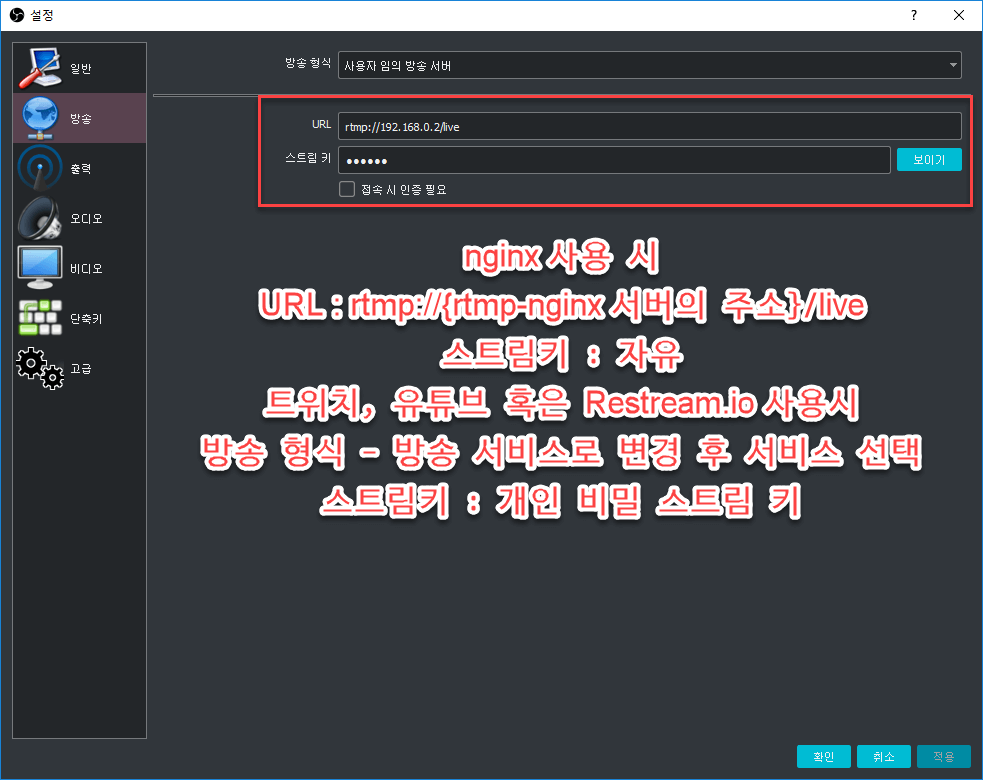 설정
?
일반
방송
출력
오디오
비디오
단축키
고급
방송 형식
사용자 임의 방송 서버
URL
rtmp://192.168.0.2/live
스트림 키
●●●●●●
보이기
접속 시 인증 필요
nginx 사용 시
URL : rtmp://{rtmp-nginx 서버의 주소}/live
스트림키 : 자유
트위치, 유튜브 혹은 Restream.io 사용시
방송 형식 - 방송 서비스로 변경 후 서비스 선택
스트림키 : 개인 비밀 스트림 키
확인
취소
적용